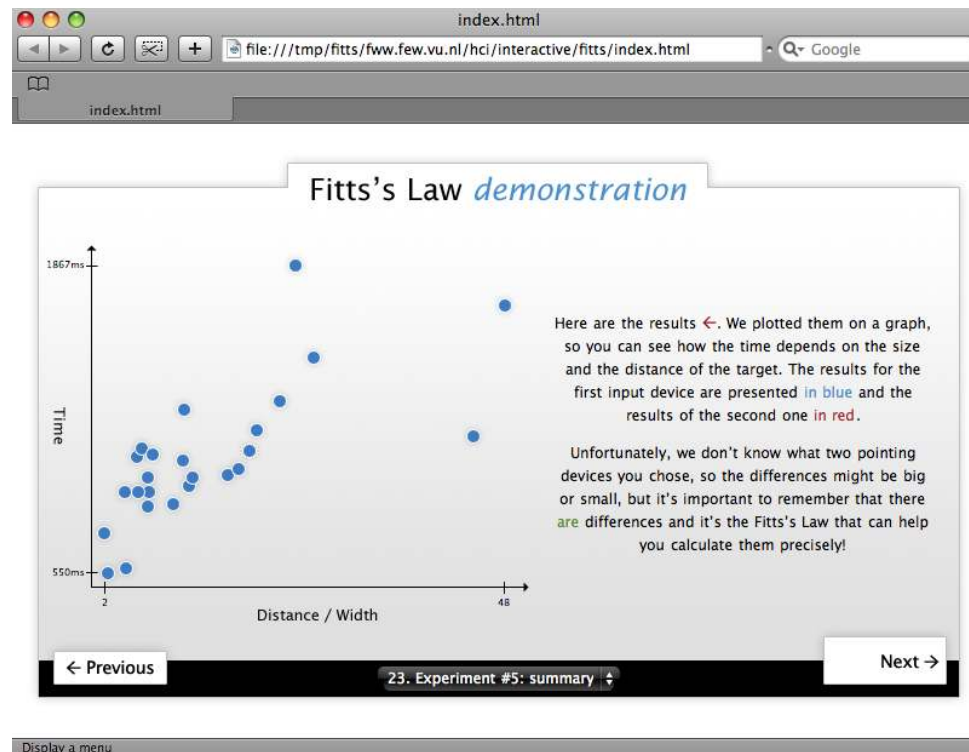 index.html
file:///tmp/fitts/fww.few.vu.nl/hci/interactive/fitts/index.html
Google
index.html
Fitts's Law demonstration
1867ms
Time
550ms
2
48
Distance / Width
Here are the results ←. We plotted them on a graph,
so you can see how the time depends on the size
and the distance of the target. The results for the
first input device are presented in blue and the
results of the second one in red.
Unfortunately, we don't know what two pointing
devices you chose, so the differences might be big
or small, but it's important to remember that there
are differences and it's the Fitts's Law that can help
you calculate them precisely!
← Previous
23. Experiment #5: summary
Next →
Display a menu